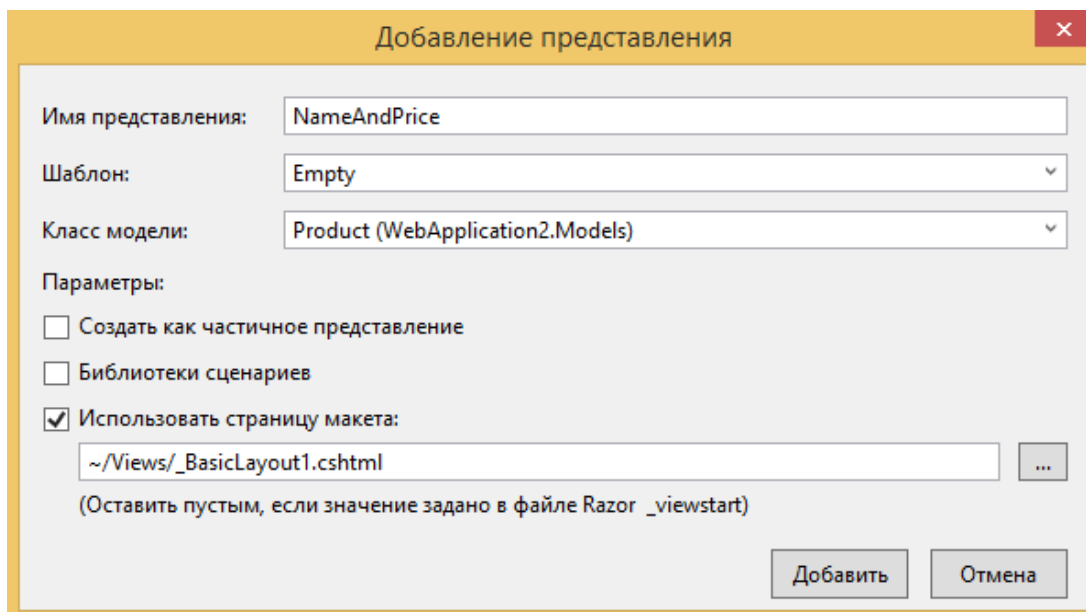 Добавление представления
Имя представления: NameAndPrice
Шаблон: Empty
Класс модели: Product (WebApplication2.Models)
Параметры:
Создать как частичное представление
Библиотеки сценариев
Использовать страницу макета:
~/Views/_BasicLayout1.cshtml ...
(Оставить пустым, если значение задано в файле Razor _viewstart)
Добавить Отмена